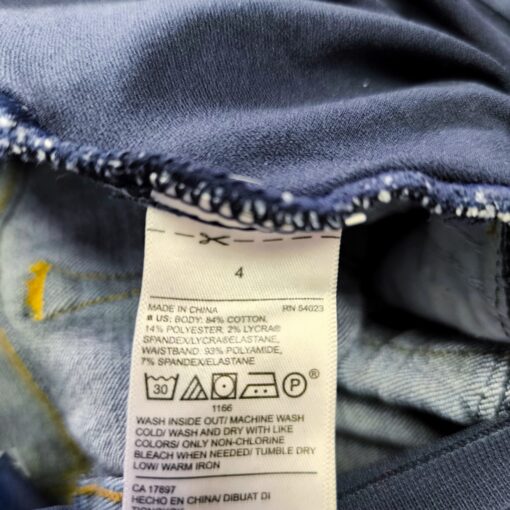 4
MADE IN CHINA RN 54023
US: BODY: 84% COTTON,
14% POLYESTER, 2% LYCRA®
SPANDEX/LYCRA®ELASTANE,
WAISTBAND: 93% POLYAMIDE,
7% SPANDEX/ELASTANE
30 P ®
1166
WASH INSIDE OUT/ MACHINE WASH
COLD/ WASH AND DRY WITH LIKE
COLORS/ ONLY NON-CHLORINE
BLEACH WHEN NEEDED/ TUMBLE DRY
LOW/ WARM IRON
CA 17897
HECHO EN CHINA/ DIBUAT DI